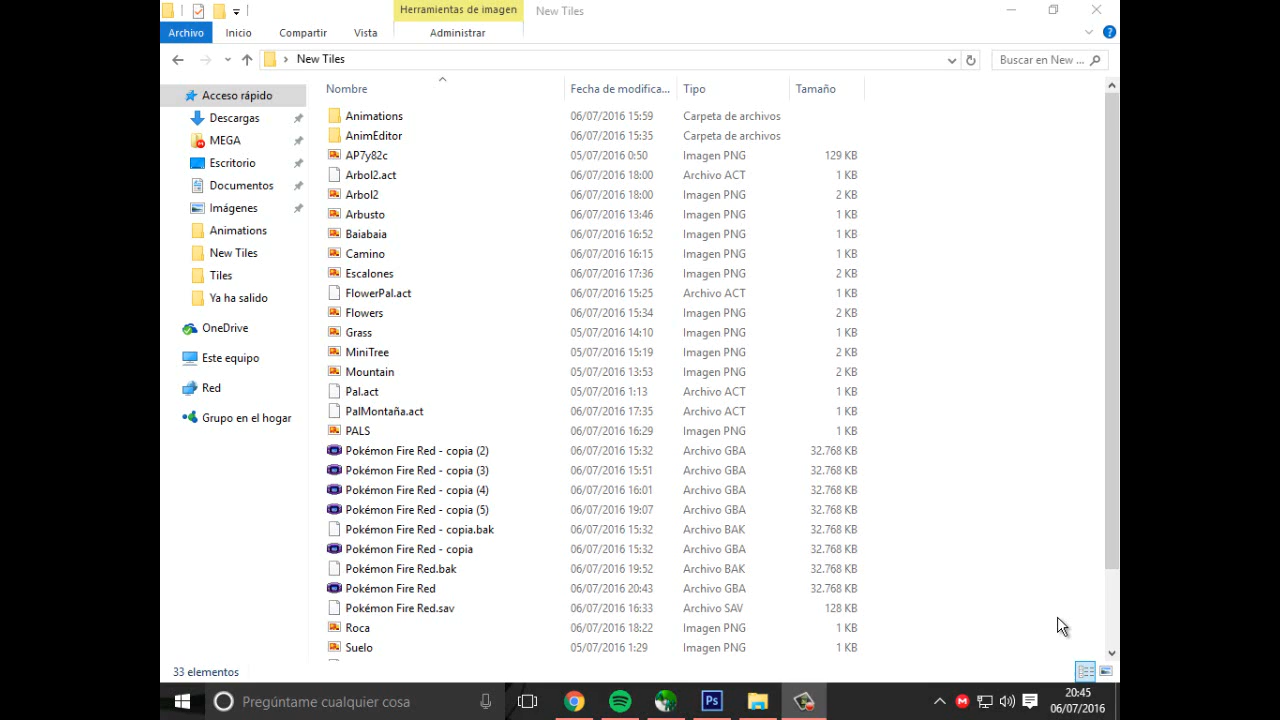 Herramientas de imagen New Tiles
Archivo Inicio Compartir Vista Administrar
New Tiles Buscar en New ...
Nombre Fecha de modifica... Tipo Tamaño
Acceso rápido
Descargas
MEGA
Escritorio
Documentos
Imágenes
Animations
New Tiles
Tiles
Ya ha salido
OneDrive
Este equipo
Red
Grupo en el hogar
Animations 06/07/2016 15:59 Carpeta de archivos
AnimEditor 06/07/2016 15:35 Carpeta de archivos
AP7y82c 05/07/2016 0:50 Imagen PNG 129 KB
Arbol2.act 06/07/2016 18:00 Archivo ACT 1 KB
Arbol2 06/07/2016 18:00 Imagen PNG 2 KB
Arbusto 06/07/2016 13:46 Imagen PNG 1 KB
Baiabaia 06/07/2016 16:52 Imagen PNG 1 KB
Camino 06/07/2016 16:15 Imagen PNG 1 KB
Escalones 06/07/2016 17:36 Imagen PNG 2 KB
FlowerPal.act 06/07/2016 15:25 Archivo ACT 1 KB
Flowers 06/07/2016 15:34 Imagen PNG 2 KB
Grass 05/07/2016 14:10 Imagen PNG 1 KB
MiniTree 05/07/2016 15:19 Imagen PNG 2 KB
Mountain 05/07/2016 13:53 Imagen PNG 2 KB
Pal.act 05/07/2016 1:13 Archivo ACT 1 KB
PalMontaña.act 06/07/2016 17:35 Archivo ACT 1 KB
PALS 06/07/2016 16:29 Imagen PNG 1 KB
Pokémon Fire Red - copia (2) 06/07/2016 15:32 Archivo GBA 32.768 KB
Pokémon Fire Red - copia (3) 06/07/2016 15:51 Archivo GBA 32.768 KB
Pokémon Fire Red - copia (4) 06/07/2016 16:01 Archivo GBA 32.768 KB
Pokémon Fire Red - copia (5) 06/07/2016 19:07 Archivo GBA 32.768 KB
Pokémon Fire Red - copia.bak 06/07/2016 15:32 Archivo BAK 32.768 KB
Pokémon Fire Red - copia 06/07/2016 15:32 Archivo GBA 32.768 KB
Pokémon Fire Red.bak 06/07/2016 19:52 Archivo BAK 32.768 KB
Pokémon Fire Red 06/07/2016 20:43 Archivo GBA 32.768 KB
Pokémon Fire Red.sav 06/07/2016 16:33 Archivo SAV 128 KB
Roca 06/07/2016 18:22 Imagen PNG 1 KB
Suelo 05/07/2016 1:29 Imagen PNG 1 KB
33 elementos
Pregúntame cualquier cosa Ps 20:45
06/07/2016